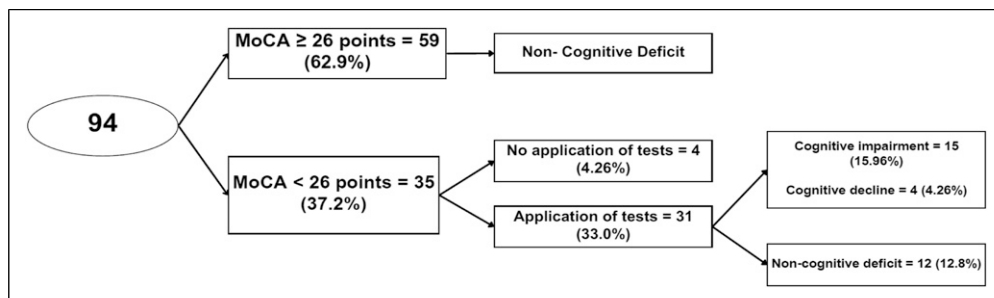 94
MoCA ≥ 26 points = 59
(62.9%)
Non- Cognitive Deficit
MoCA < 26 points = 35
(37.2%)
No application of tests = 4
(4.26%)
Application of tests = 31
(33.0%)
Cognitive impairment = 15
(15.96%)
Cognitive decline = 4 (4.26%)
Non-cognitive deficit = 12 (12.8%)